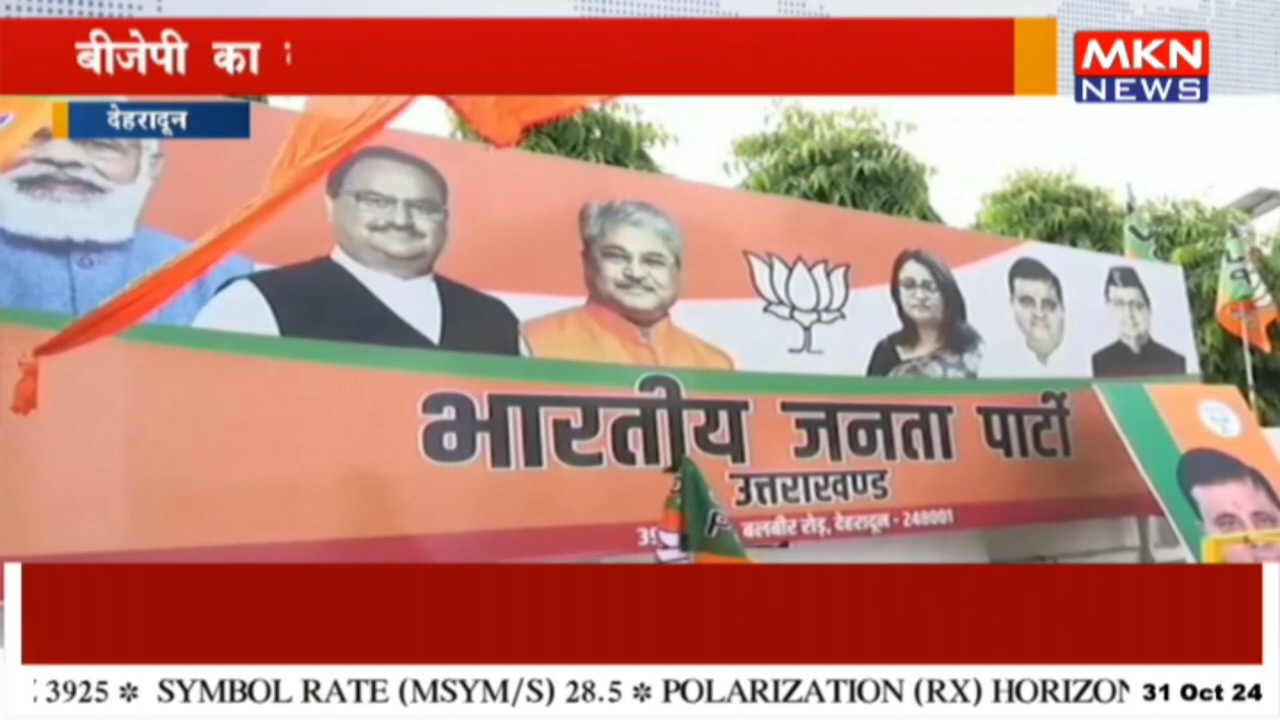 बीजेपी का
MKN
NEWS
देहरादून
भारतीय जनता पार्टी
उत्तराखण्ड
बलबीर रोड़, देहरादून - 248001
3925 ✻ SYMBOL RATE (MSYM/S) 28.5 ✻ POLARIZATION (RX) HORIZON
31 Oct 24